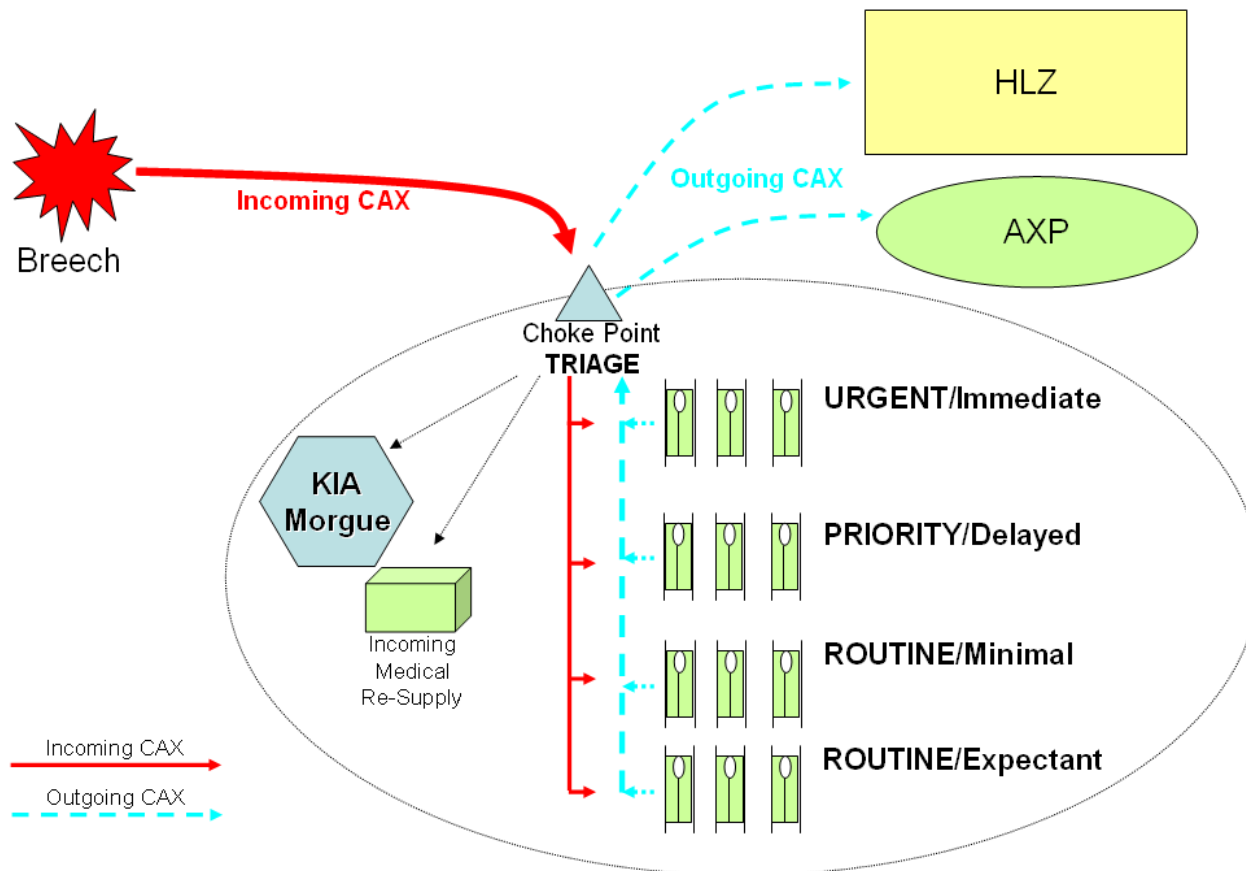 HLZ
Incoming CAX
Outgoing CAX
AXP
Breech
Choke Point
TRIAGE
URGENT/Immediate
KIA
Morgue
PRIORITY/Delayed
Incoming
Medical
Re-Supply
ROUTINE/Minimal
Incoming CAX
ROUTINE/Expectant
Outgoing CAX